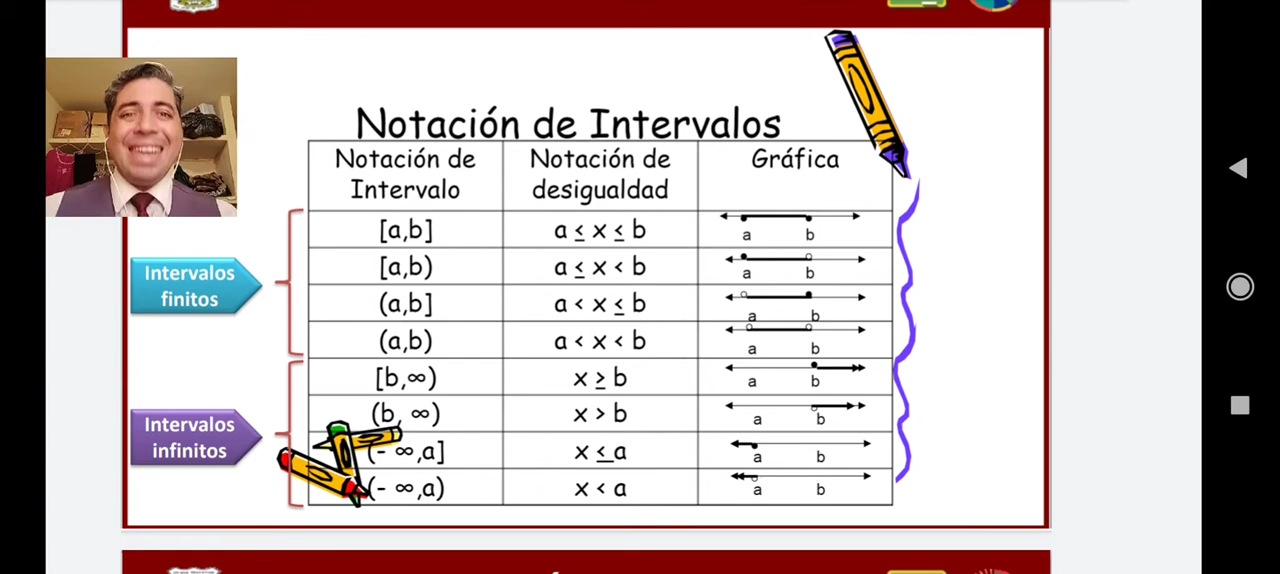 Notación de Intervalos
Notación de Intervalo Notación de desigualdad Gráfica
[a,b] a ≤ x ≤ b a b
[a,b) a ≤ x < b a b
Intervalos finitos
(a,b] a < x ≤ b a b
(a,b) a < x < b a b
[b,∞) x ≥ b a b
(b, ∞) x > b a b
Intervalos infinitos
(- ∞,a] x ≤ a a b
(- ∞,a) x < a a b